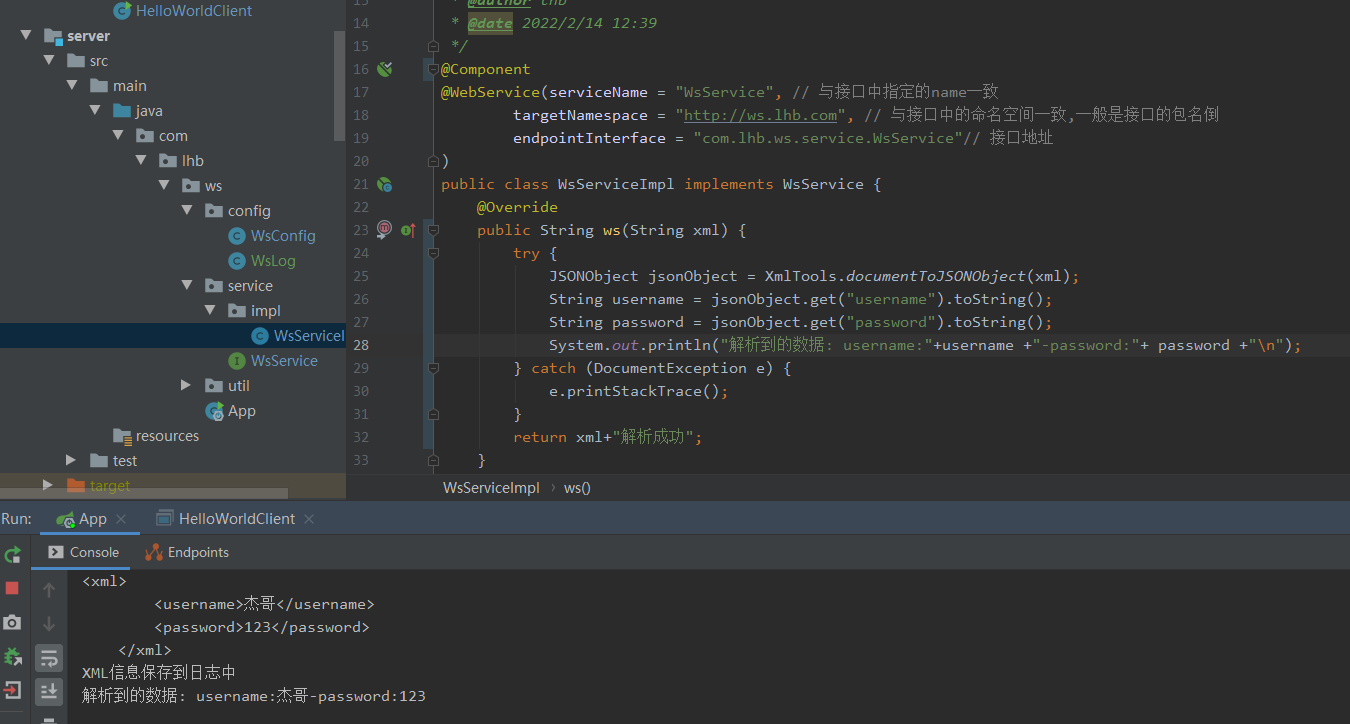 HelloWorldClient
server
src
main
java
com
lhb
ws
config
WsConfig
WsLog
service
impl
WsServiceI
WsService
util
App
resources
test
target
13 * @author lhb
14 * @date 2022/2/14 12:39
15 */
16 @Component
17 @WebService(serviceName = "WsService", // 与接口中指定的name一致
18 targetNamespace = "http://ws.lhb.com", // 与接口中的命名空间一致,一般是接口的包名倒
19 endpointInterface = "com.lhb.ws.service.WsService"// 接口地址
20 )
21 public class WsServiceImpl implements WsService {
22 @Override
23 public String ws(String xml) {
24 try {
25 JSONObject jsonObject = XmlTools.documentToJSONObject(xml);
26 String username = jsonObject.get("username").toString();
27 String password = jsonObject.get("password").toString();
28 System.out.println("解析到的数据: username:"+username +"-password:"+ password +"\n");
29 } catch (DocumentException e) {
30 e.printStackTrace();
31 }
32 return xml+"解析成功";
33 }
WsServiceImpl › ws()
Run: App × HelloWorldClient ×
Console Endpoints
<xml>
<username>杰哥</username>
<password>123</password>
</xml>
XML信息保存到日志中
解析到的数据: username:杰哥-password:123